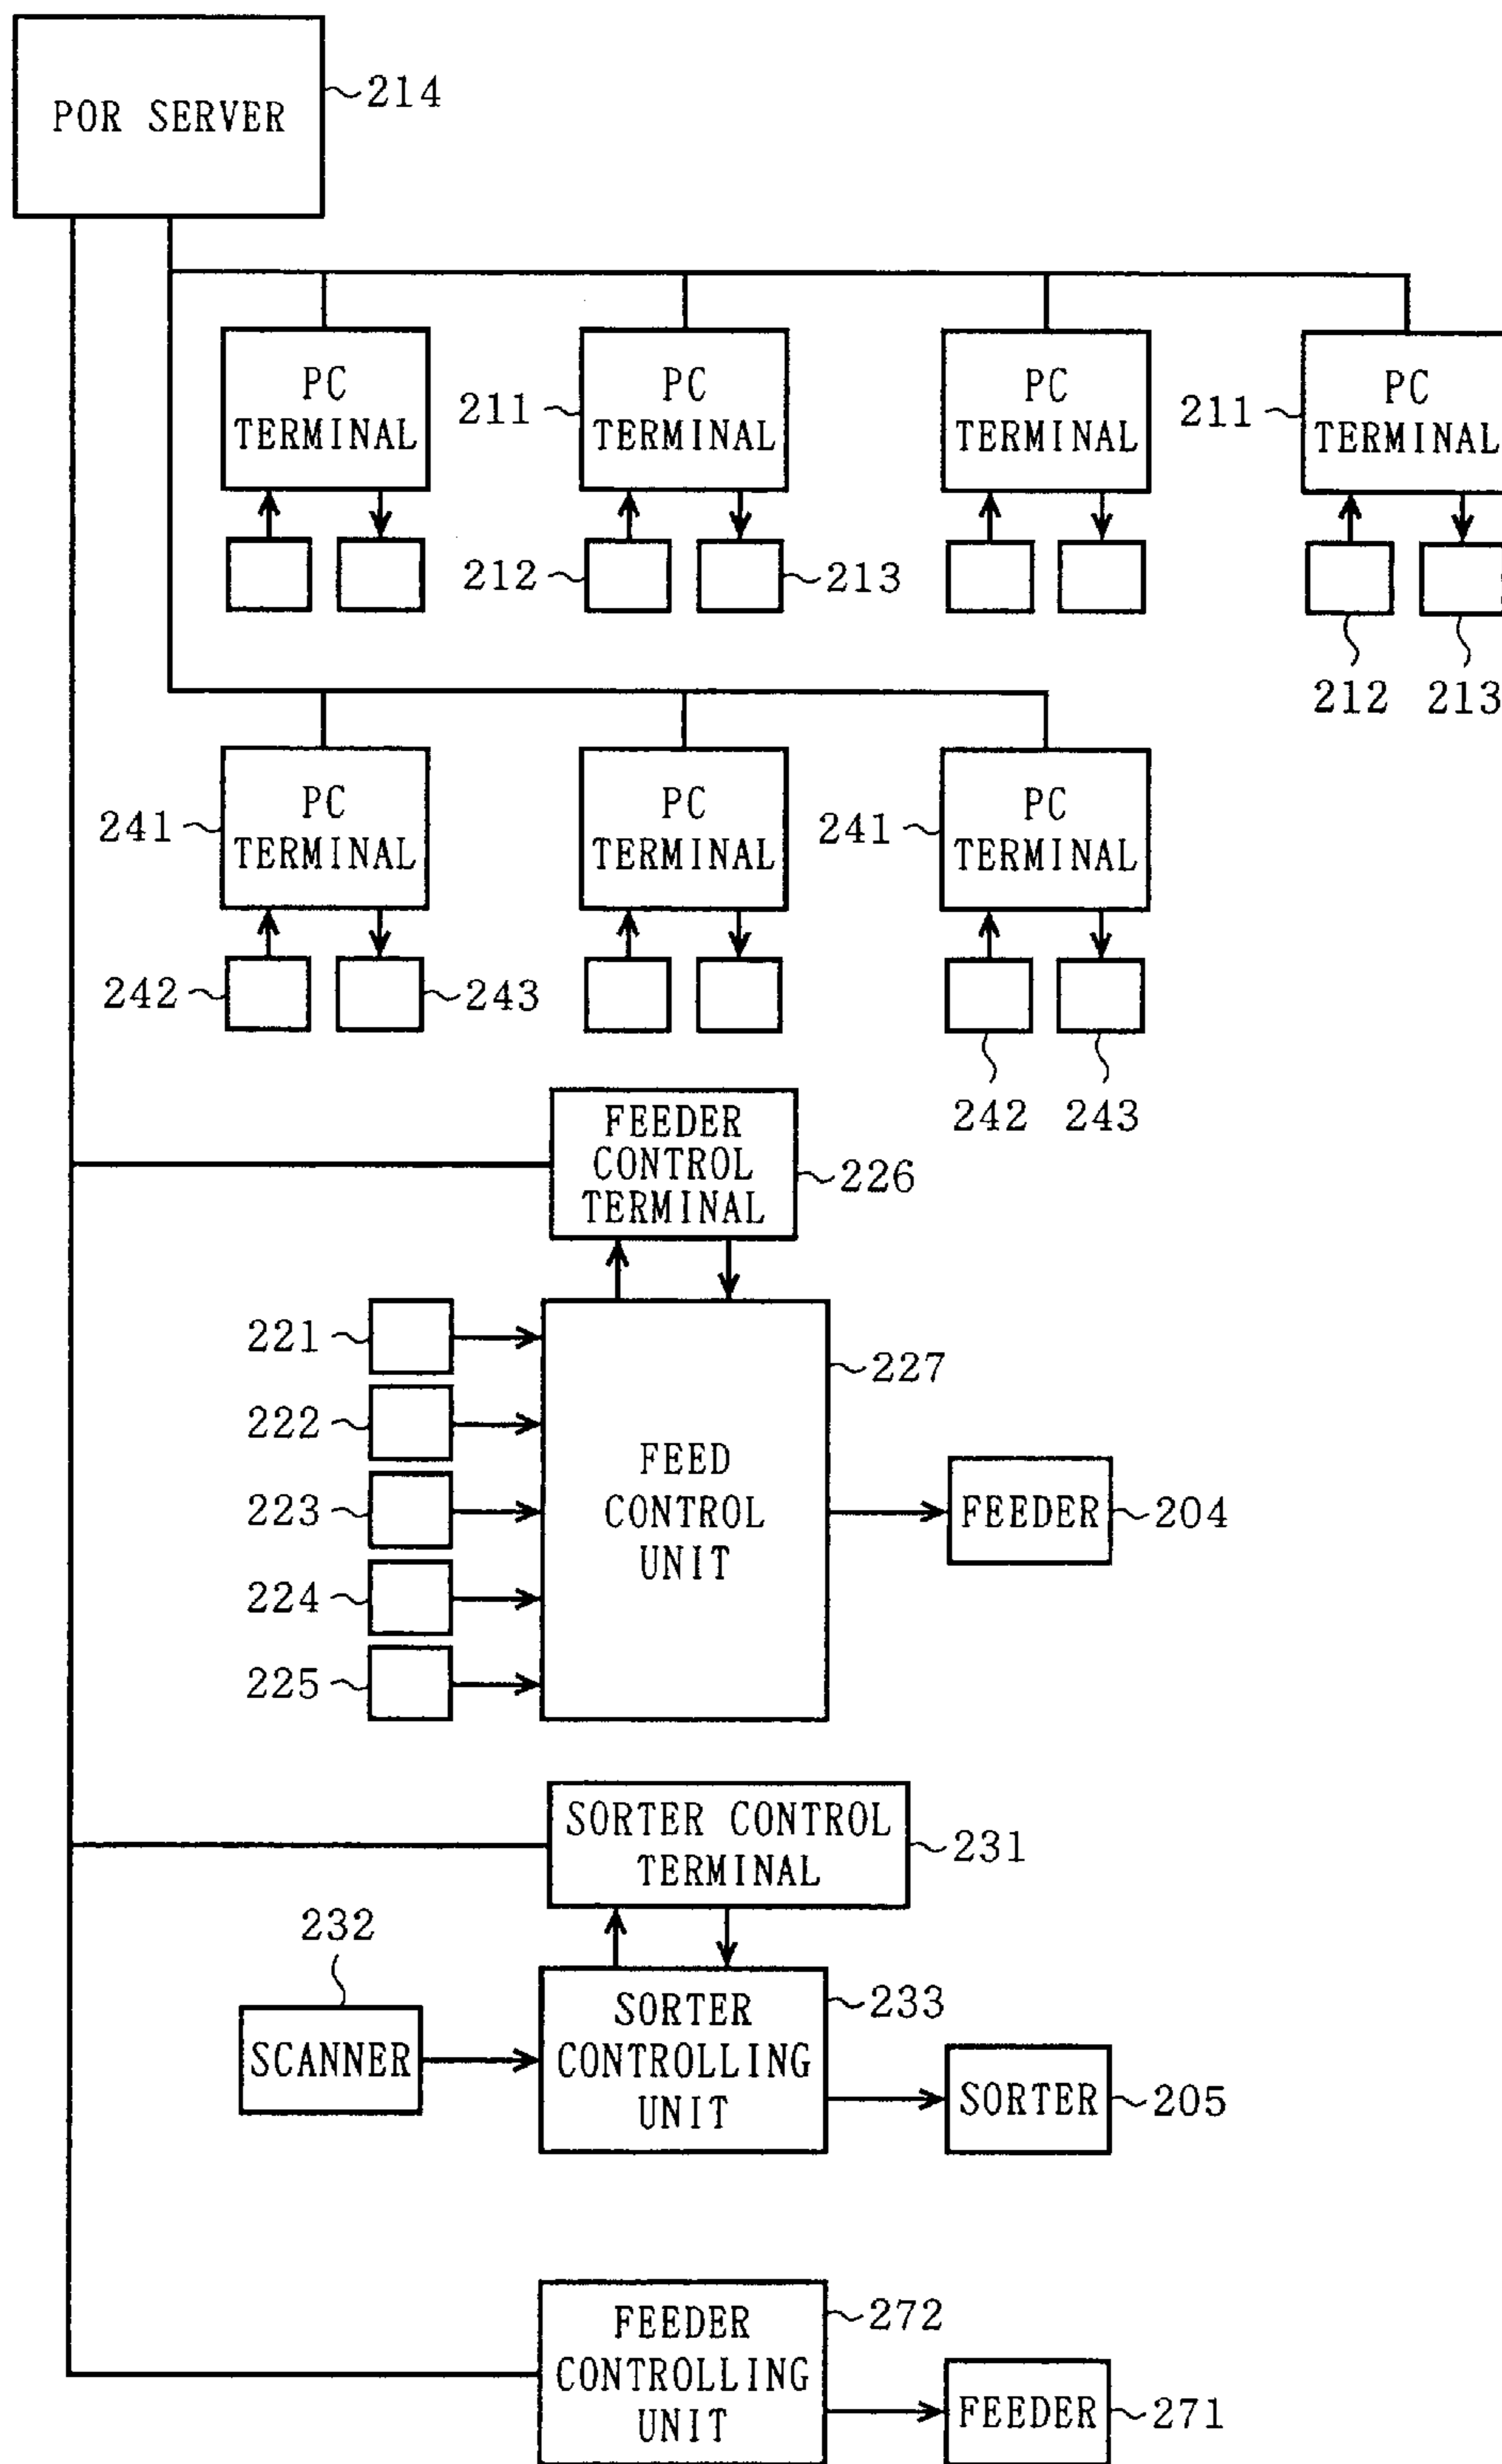 POR SERVER
214
PC
TERMINAL
211
PC
TERMINAL
PC
TERMINAL
211
PC
TERMINAL
212
213
212
213
241
PC
TERMINAL
PC
TERMINAL
241
PC
TERMINAL
242
243
242
243
FEEDER
CONTROL
TERMINAL
226
221
222
223
224
225
FEED
CONTROL
UNIT
227
FEEDER
204
SORTER CONTROL
TERMINAL
231
232
SCANNER
SORTER
CONTROLLING
UNIT
233
SORTER
205
FEEDER
CONTROLLING
UNIT
272
FEEDER
271